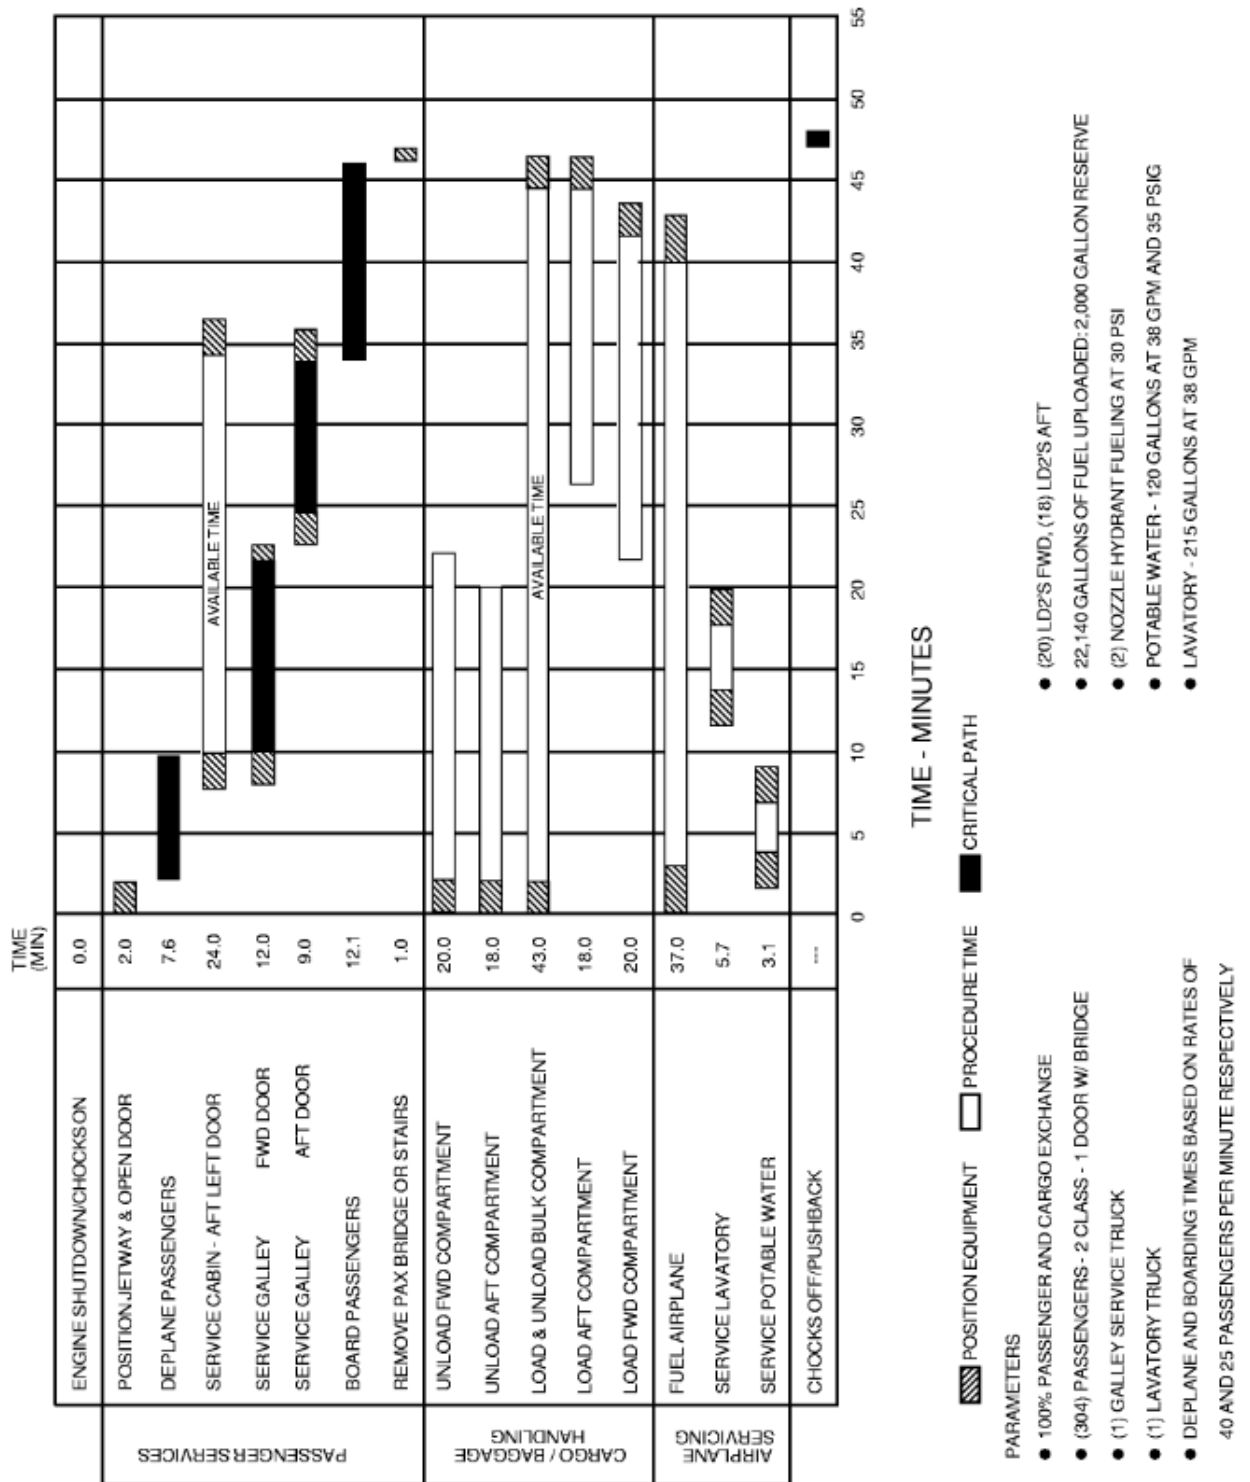 TIME
(MIN)
ENGINE SHUTDOWN/CHOCKS ON 0.0
PASSENGER SERVICES
POSITION JETWAY & OPEN DOOR 2.0
DEPLANE PASSENGERS 7.6
SERVICE CABIN - AFT LEFT DOOR 24.0 AVAILABLE TIME
SERVICE GALLEY FWD DOOR 12.0
SERVICE GALLEY AFT DOOR 9.0
BOARD PASSENGERS 12.1
REMOVE PAX BRIDGE OR STAIRS 1.0
CARGO / BAGGAGE
HANDLING
UNLOAD FWD COMPARTMENT 20.0
UNLOAD AFT COMPARTMENT 18.0
LOAD & UNLOAD BULK COMPARTMENT 43.0 AVAILABLE TIME
LOAD AFT COMPARTMENT 18.0
LOAD FWD COMPARTMENT 20.0
AIRPLANE
SERVICING
FUEL AIRPLANE 37.0
SERVICE LAVATORY 5.7
SERVICE POTABLE WATER 3.1
CHOCKS OFF/PUSHBACK ---
0 5 10 15 20 25 30 35 40 45 50 55
TIME - MINUTES
POSITION EQUIPMENT PROCEDURE TIME CRITICAL PATH
PARAMETERS
● 100% PASSENGER AND CARGO EXCHANGE
● (304) PASSENGERS - 2 CLASS - 1 DOOR W/ BRIDGE
● (1) GALLEY SERVICE TRUCK
● (1) LAVATORY TRUCK
● DEPLANE AND BOARDING TIMES BASED ON RATES OF
40 AND 25 PASSENGERS PER MINUTE RESPECTIVELY
● (20) LD2'S FWD, (18) LD2'S AFT
● 22,140 GALLONS OF FUEL UPLOADED: 2,000 GALLON RESERVE
● (2) NOZZLE HYDRANT FUELING AT 30 PSI
● POTABLE WATER - 120 GALLONS AT 38 GPM AND 35 PSIG
● LAVATORY - 215 GALLONS AT 38 GPM